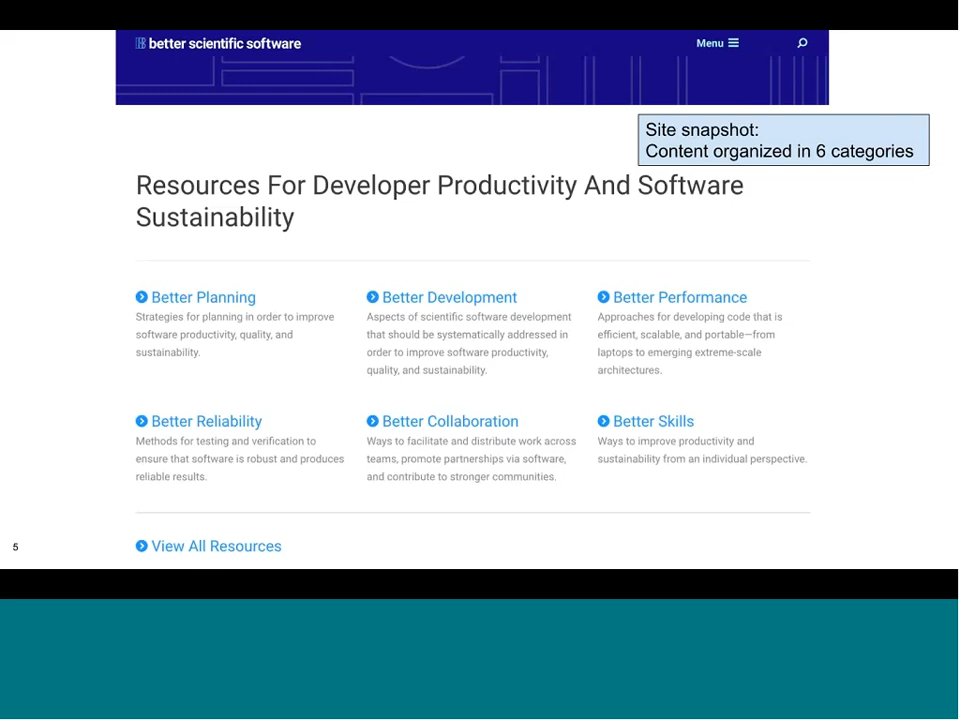 better scientific software
Menu
Site snapshot:
Content organized in 6 categories
Resources For Developer Productivity And Software
Sustainability
Better Planning
Strategies for planning in order to improve
software productivity, quality, and
sustainability.
Better Development
Aspects of scientific software development
that should be systematically addressed in
order to improve software productivity,
quality, and sustainability.
Better Performance
Approaches for developing code that is
efficient, scalable, and portable—from
laptops to emerging extreme-scale
architectures.
Better Reliability
Methods for testing and verification to
ensure that software is robust and produces
reliable results.
Better Collaboration
Ways to facilitate and distribute work across
teams, promote partnerships via software,
and contribute to stronger communities.
Better Skills
Ways to improve productivity and
sustainability from an individual perspective.
View All Resources
5